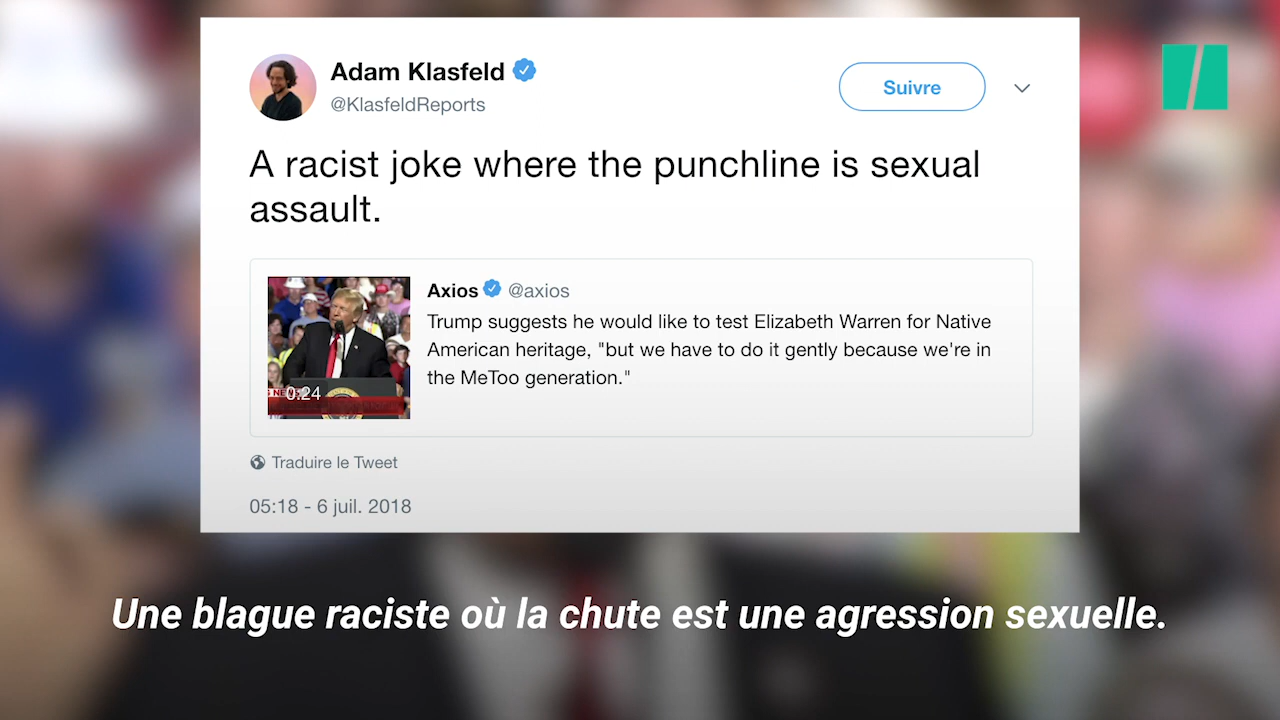 Adam Klasfeld
@KlasfeldReports
Suivre
A racist joke where the punchline is sexual
assault.
Axios @axios
Trump suggests he would like to test Elizabeth Warren for Native
American heritage, "but we have to do it gently because we're in
the MeToo generation."
0:24
Traduire le Tweet
05:18 - 6 juil. 2018
Une blague raciste où la chute est une agression sexuelle.